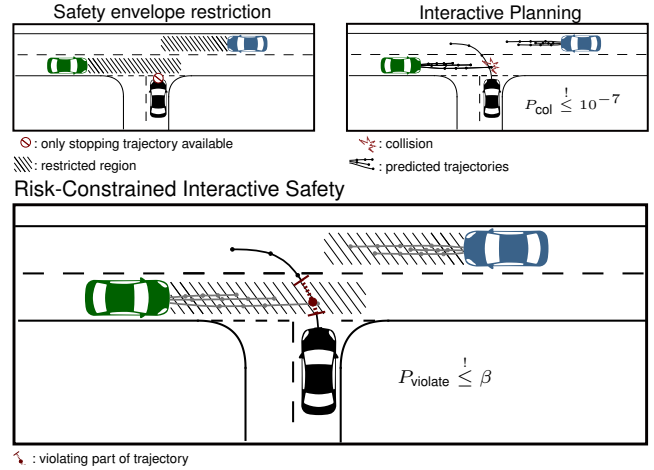 Safety envelope restriction
Interactive Planning
P_col ≤! 10⁻⁷
: only stopping trajectory available
: restricted region
: collision
: predicted trajectories
Risk-Constrained Interactive Safety
P_violate ≤! β
: violating part of trajectory